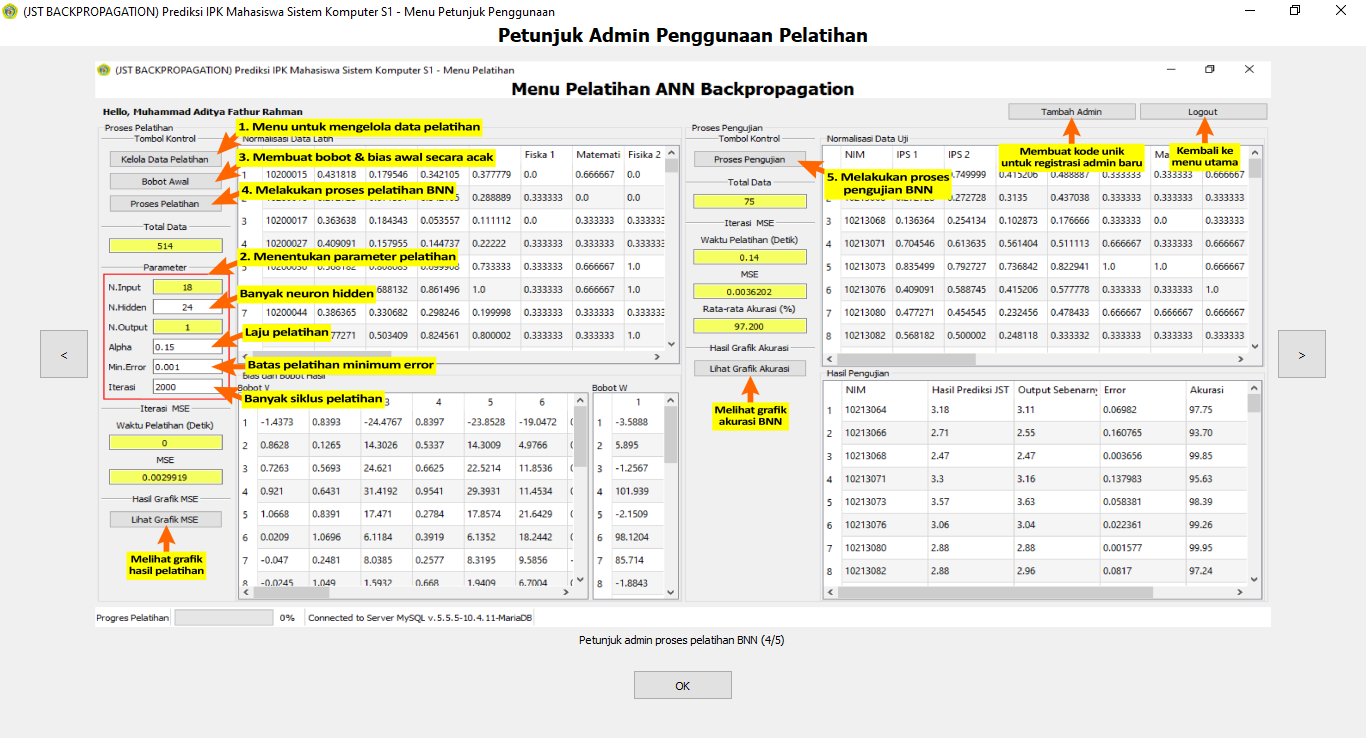 (JST BACKPROPAGATION) Prediksi IPK Mahasiswa Sistem Komputer S1 - Menu Petunjuk Penggunaan
Petunjuk Admin Penggunaan Pelatihan
(JST BACKPROPAGATION) Prediksi IPK Mahasiswa Sistem Komputer S1 - Menu Pelatihan
Menu Pelatihan ANN Backpropagation
Hello, Muhammad Aditya Fathur Rahman
Tambah Admin
Logout
Proses Pelatihan
Tombol Kontrol
Kelola Data Pelatihan
Bobot Awal
Proses Pelatihan
Total Data
514
Parameter
N.Input 18
N.Hidden 24
N.Output 1
Alpha 0.15
Min.Error 0.001
Iterasi 2000
Iterasi MSE
Waktu Pelatihan (Detik)
0
MSE
0.0029919
Hasil Grafik MSE
Lihat Grafik MSE
Melihat grafik
hasil pelatihan
1. Menu untuk mengelola data pelatihan
3. Membuat bobot & bias awal secara acak
4. Melakukan proses pelatihan BNN
2. Menentukan parameter pelatihan
Banyak neuron hidden
Laju pelatihan
Batas pelatihan minimum error
Banyak siklus pelatihan
Normalisasi Data Latih
Fiska 1 Matemati Fisika 2
1 10200015 0.431818 0.179546 0.342105 0.377779 0.0 0.666667 0.0
0.288889 0.333333 0.0 0.0
3 10200017 0.363638 0.184343 0.053557 0.111112 0.0 0.333333 0.333333
4 10200027 0.409091 0.157955 0.144737 0.22222 0.333333 0.333333 0.333333
0.733333 0.333333 0.666667 1.0
688132 0.861496 1.0 0.333333 0.666667 0.333333
7 10200044 0.386365 0.330682 0.298246 0.199998 0.333333 0.333333 0.333333
77271 0.503409 0.824561 0.800002 0.333333 0.333333 1.0
Bias dan Bobot Hasil
Bobot V
3 4 5 6
1 -1.4373 0.8393 -24.4767 0.8397 -23.8528 -19.0472
2 0.8628 0.1265 14.3026 0.5337 14.3009 4.9766
3 0.7263 0.5693 24.621 0.6625 22.5214 11.8536
4 0.921 0.6431 31.4192 0.9541 29.3931 11.4534
5 1.0668 0.8391 17.471 0.2784 17.8574 21.6429
6 0.0209 1.0696 6.1184 0.3919 6.1352 18.2442
7 -0.047 0.2481 8.0385 0.2577 8.3195 9.5856
8 -0.0245 1.049 1.5932 0.668 1.9409 6.7004
Bobot W
1
1 -3.5888
2 5.895
3 -1.2567
4 101.939
5 -2.1509
6 98.1204
7 85.714
8 -1.8843
Proses Pengujian
Tombol Kontrol
Proses Pengujian
Total Data
75
Iterasi MSE
Waktu Pelatihan (Detik)
0.14
MSE
0.0036202
Rata-rata Akurasi (%)
97.200
Hasil Grafik Akurasi
Lihat Grafik Akurasi
Melihat grafik
akurasi BNN
Membuat kode unik
untuk registrasi admin baru
Kembali ke
menu utama
5. Melakukan proses
pengujian BNN
Normalisasi Data Uji
NIM IPS 1 IPS 2
0.749999 0.415206 0.488887 0.333333 0.333333 0.666667
0.272728 0.3135 0.437038 0.333333 0.333333 0.333333
3 10213068 0.136364 0.254134 0.102873 0.176666 0.333333 0.0 0.333333
4 10213071 0.704546 0.613635 0.561404 0.511113 0.666667 0.333333 0.666667
5 10213073 0.835499 0.792727 0.736842 0.822941 1.0 1.0 0.666667
6 10213076 0.409091 0.588745 0.415206 0.577778 0.333333 0.333333 1.0
7 10213080 0.477271 0.454545 0.232456 0.478433 0.666667 0.666667 0.666667
8 10213082 0.568182 0.500002 0.248118 0.333332 0.333333 0.333333 0.333333
Hasil Pengujian
NIM Hasil Prediksi JST Output Sebenarny Error Akurasi
1 10213064 3.18 3.11 0.06982 97.75
2 10213066 2.71 2.55 0.160765 93.70
3 10213068 2.47 2.47 0.003656 99.85
4 10213071 3.3 3.16 0.137983 95.63
5 10213073 3.57 3.63 0.058381 98.39
6 10213076 3.06 3.04 0.022361 99.26
7 10213080 2.88 2.88 0.001577 99.95
8 10213082 2.88 2.96 0.0817 97.24
Progres Pelatihan 0% Connected to Server MySQL v.5.5.5-10.4.11-MariaDB
<
>
Petunjuk admin proses pelatihan BNN (4/5)
OK